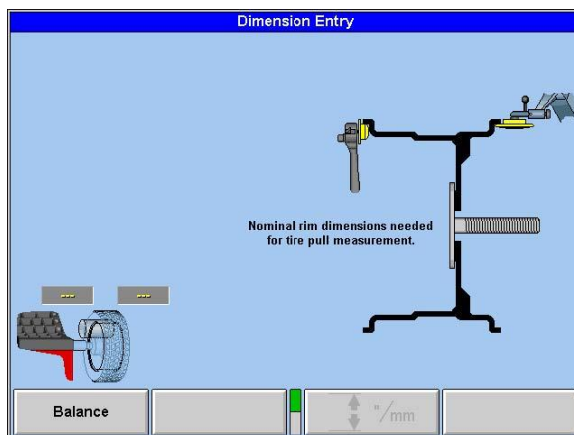 Dimension Entry
Nominal rim dimensions needed
for tire pull measurement.
---
---
Balance
"/mm